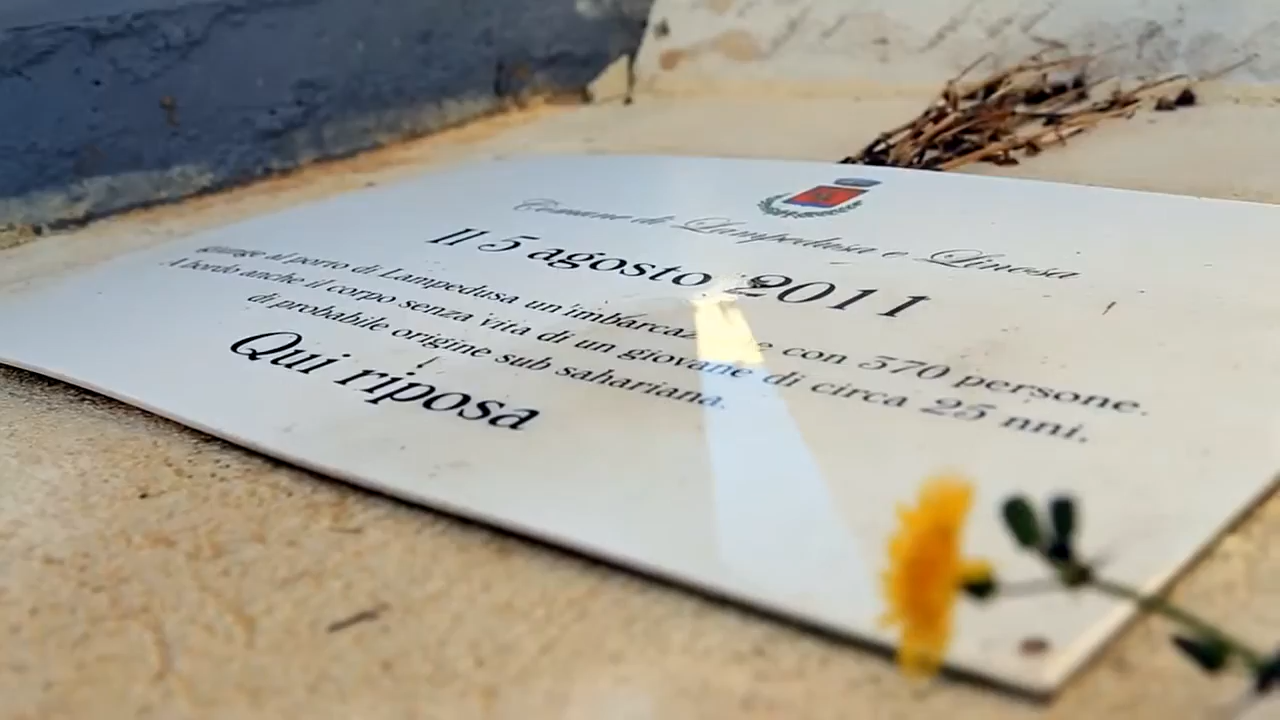 Comune di Lampedusa e Linosa
Il 5 agosto 2011
giunge al porto di Lampedusa un'imbarcaz e con 370 persone.
A bordo anche il corpo senza vita di un giovane di circa 25 nni,
di probabile origine sub sahariana.
Qui riposa